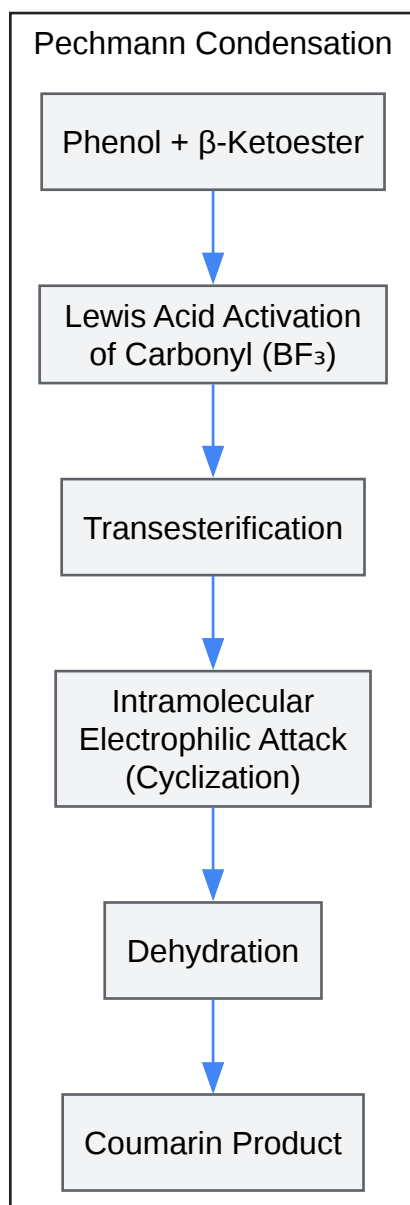 Pechmann Condensation
Phenol + β-Ketoester
Lewis Acid Activation
of Carbonyl (BF₃)
Transesterification
Intramolecular
Electrophilic Attack
(Cyclization)
Dehydration
Coumarin Product